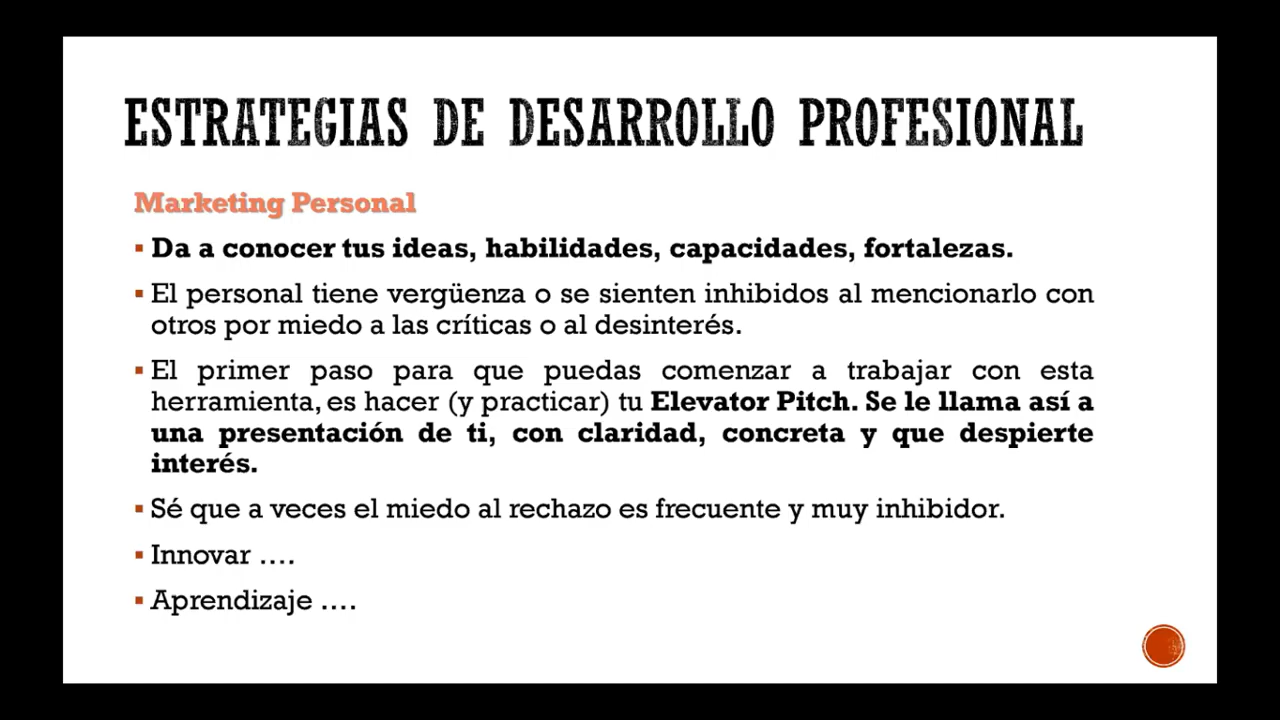 ESTRATEGIAS DE DESARROLLO PROFESIONAL
Marketing Personal
▪ Da a conocer tus ideas, habilidades, capacidades, fortalezas.
▪ El personal tiene vergüenza o se sienten inhibidos al mencionarlo con
otros por miedo a las críticas o al desinterés.
▪ El primer paso para que puedas comenzar a trabajar con esta
herramienta, es hacer (y practicar) tu Elevator Pitch. Se le llama así a
una presentación de ti, con claridad, concreta y que despierte
interés.
▪ Sé que a veces el miedo al rechazo es frecuente y muy inhibidor.
▪ Innovar ....
▪ Aprendizaje ....